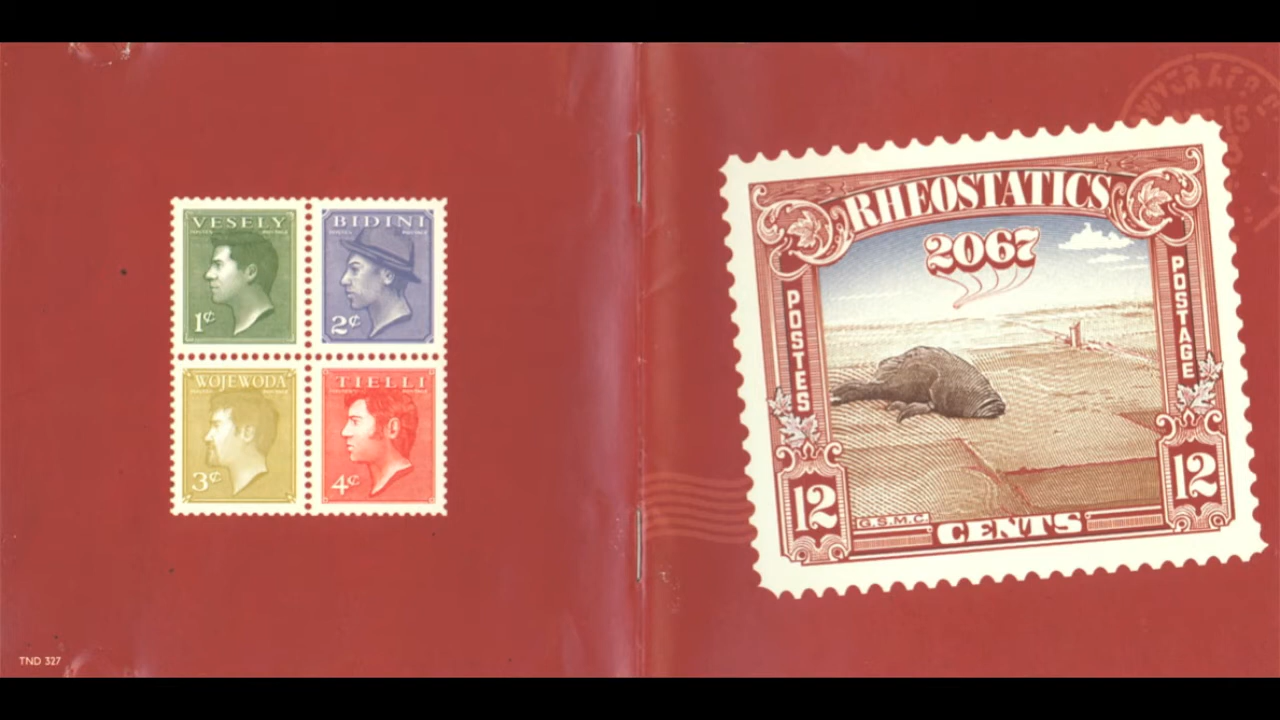 VESELY
1¢
BIDINI
2¢
WOJEWODA
3¢
TIELLI
4¢
TND 327
RHEOSTATICS
2067
POSTES
POSTAGE
12
12
G.S.M.C.
CENTS